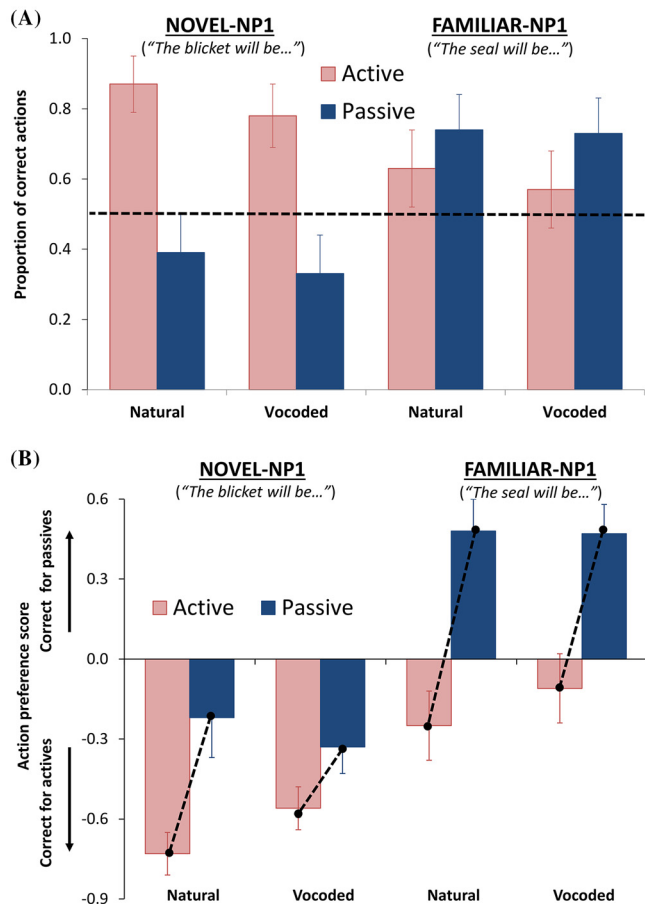 (A)
NOVEL-NP1
(“The blicket will be…”)
FAMILIAR-NP1
(“The seal will be…”)
Active
Passive
Proportion of correct actions
1.0
0.8
0.6
0.4
0.2
0.0
Natural
Vocoded
Natural
Vocoded
(B)
NOVEL-NP1
(“The blicket will be…”)
FAMILIAR-NP1
(“The seal will be…”)
Active
Passive
Action preference score
Correct for passives
Correct for actives
0.6
0.3
0.0
-0.3
-0.6
-0.9
Natural
Vocoded
Natural
Vocoded